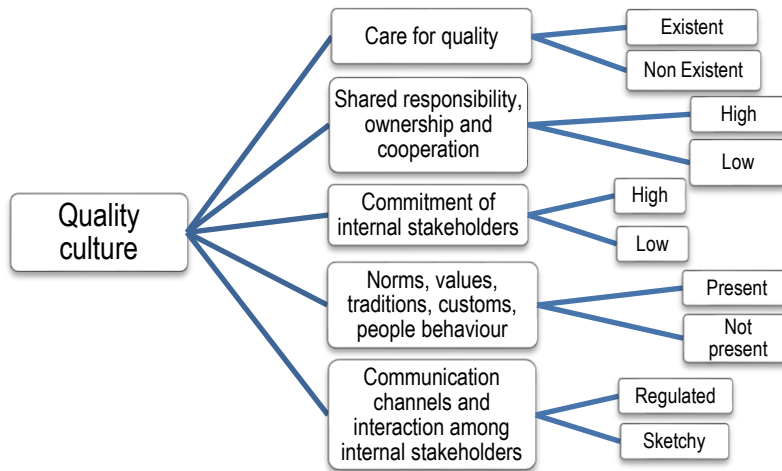 Quality
culture
Care for quality
Existent
Non Existent
Shared responsibility,
ownership and
cooperation
High
Low
Commitment of
internal stakeholders
High
Low
Norms, values,
traditions, customs,
people behaviour
Present
Not
present
Communication
channels and
interaction among
internal stakeholders
Regulated
Sketchy